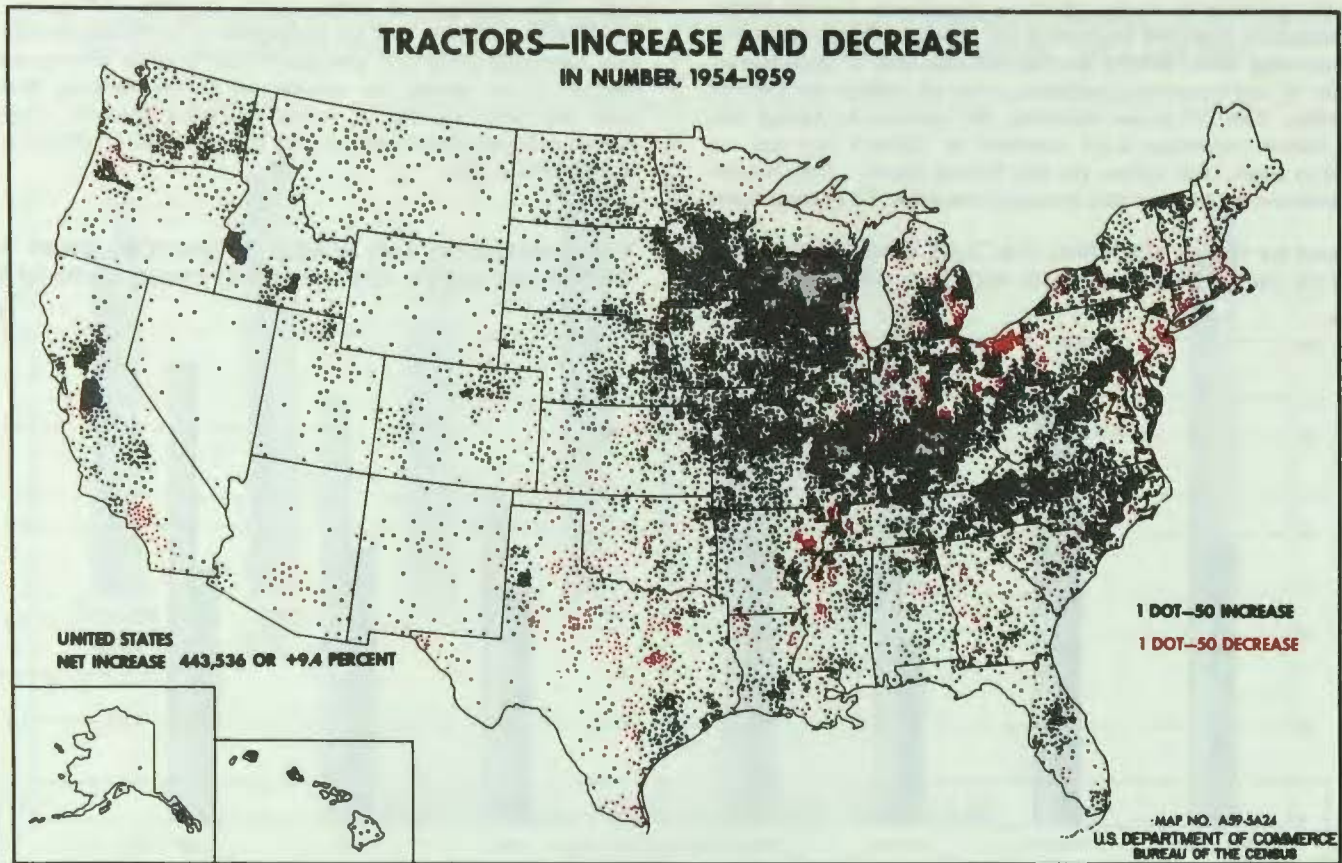 TRACTORS—INCREASE AND DECREASE
IN NUMBER, 1954-1959
1 DOT—50 INCREASE
1 DOT—50 DECREASE
UNITED STATES
NET INCREASE 443,536 OR +9.4 PERCENT
MAP NO. A59-5A24
U.S. DEPARTMENT OF COMMERCE
BUREAU OF THE CENSUS